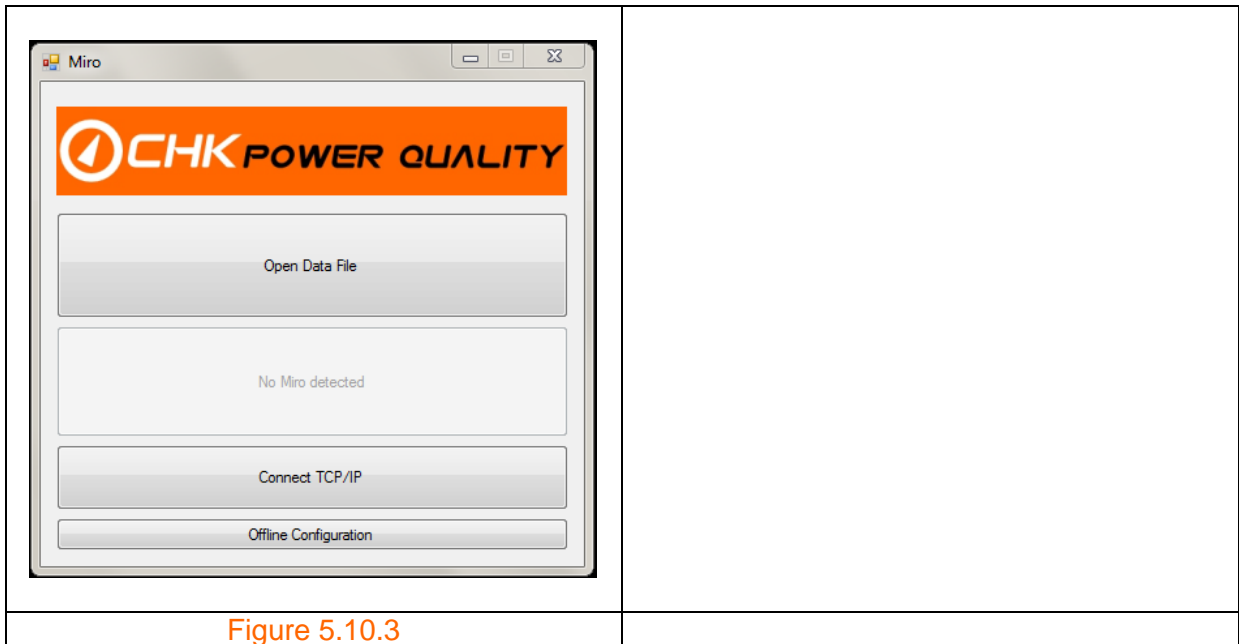 Miro
CHK POWER QUALITY
Open Data File
No Miro detected
Connect TCP/IP
Offline Configuration
Figure 5.10.3